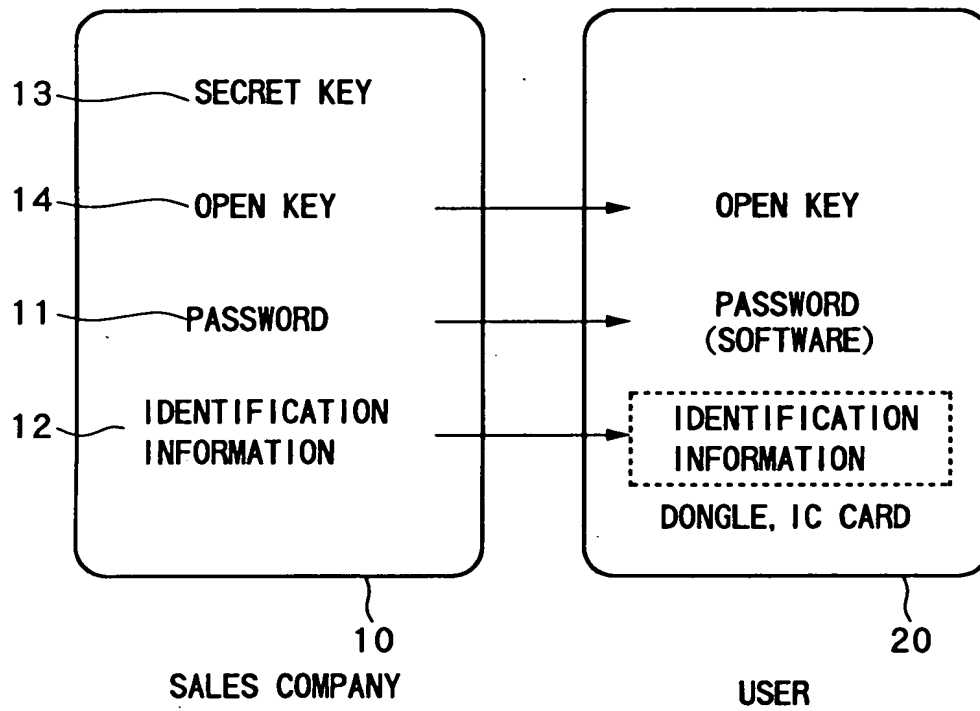 13
SECRET KEY
14
OPEN KEY
OPEN KEY
11
PASSWORD
PASSWORD
(SOFTWARE)
12
IDENTIFICATION
INFORMATION
IDENTIFICATION
INFORMATION
DONGLE, IC CARD
10
20
SALES COMPANY
USER